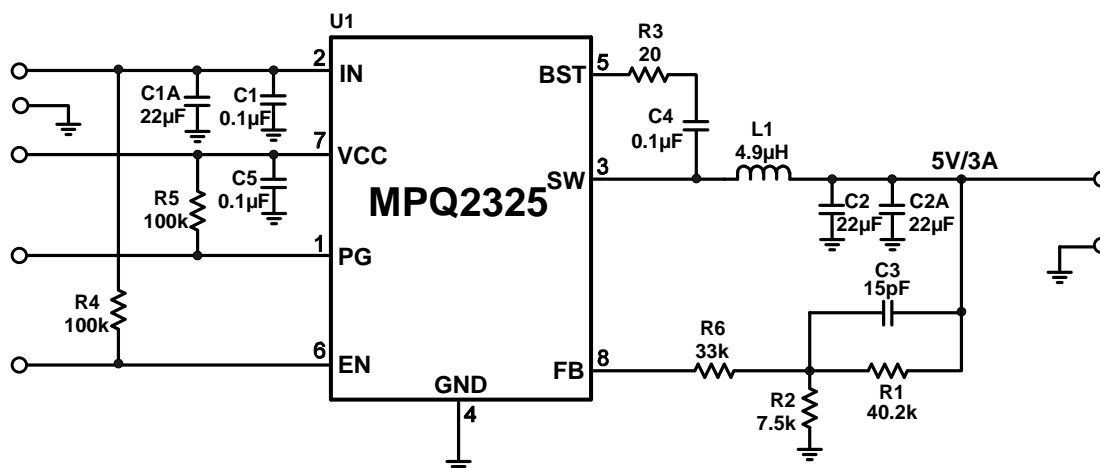 U1
MPQ2325
2
IN
7
VCC
1
PG
6
EN
GND
4
5
BST
3
SW
8
FB
C1A
22µF
C1
0.1µF
C5
0.1µF
R5
100k
R4
100k
R3
20
C4
0.1µF
L1
4.9µH
5V/3A
C2
22µF
C2A
22µF
C3
15pF
R6
33k
R1
40.2k
R2
7.5k